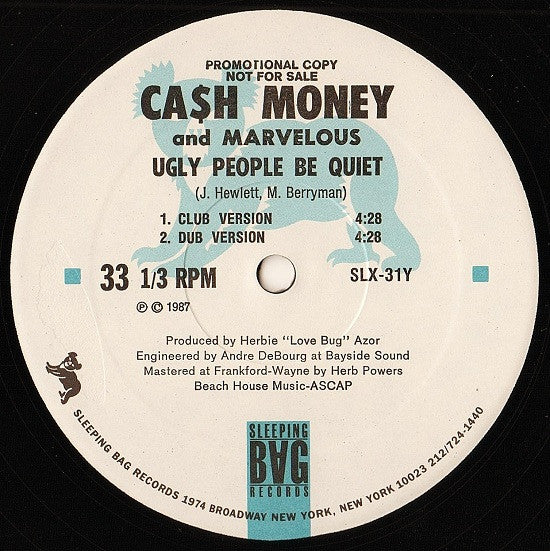 PROMOTIONAL COPY
NOT FOR SALE
CA$H MONEY
and MARVELOUS
UGLY PEOPLE BE QUIET
(J. Hewlett, M. Berryman)
1. CLUB VERSION 4:28
2. DUB VERSION 4:28
33 1/3 RPM SLX-31Y
℗ © 1987
Produced by Herbie "Love Bug" Azor
Engineered by Andre DeBourg at Bayside Sound
Mastered at Frankford-Wayne by Herb Powers
Beach House Music-ASCAP
SLEEPING
BAG
RECORDS
SLEEPING BAG RECORDS 1974 BROADWAY NEW YORK, NEW YORK 10023 212/724-1440